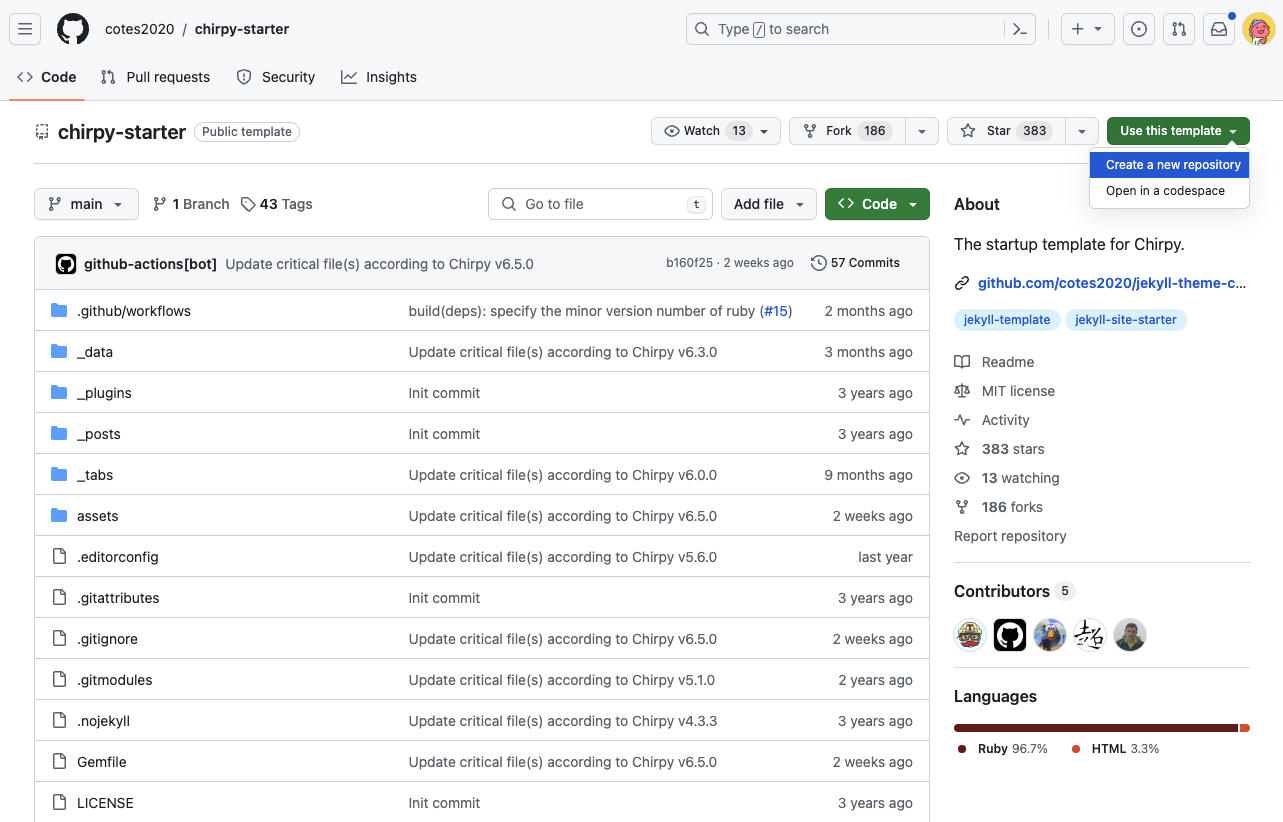 cotes2020 / chirpy-starter
Type / to search
Code Pull requests Security Insights
chirpy-starter Public template
Watch 13 Fork 186 Star 383 Use this template
Create a new repository
Open in a codespace
main 1 Branch 43 Tags Go to file t Add file Code
github-actions[bot] Update critical file(s) according to Chirpy v6.5.0 b160f25 · 2 weeks ago 57 Commits
.github/workflows build(deps): specify the minor version number of ruby (#15) 2 months ago
_data Update critical file(s) according to Chirpy v6.3.0 3 months ago
_plugins Init commit 3 years ago
_posts Init commit 3 years ago
_tabs Update critical file(s) according to Chirpy v6.0.0 9 months ago
assets Update critical file(s) according to Chirpy v6.5.0 2 weeks ago
.editorconfig Update critical file(s) according to Chirpy v5.6.0 last year
.gitattributes Init commit 3 years ago
.gitignore Update critical file(s) according to Chirpy v6.5.0 2 weeks ago
.gitmodules Update critical file(s) according to Chirpy v5.1.0 2 years ago
.nojekyll Update critical file(s) according to Chirpy v4.3.3 3 years ago
Gemfile Update critical file(s) according to Chirpy v6.5.0 2 weeks ago
LICENSE Init commit 3 years ago
About
The startup template for Chirpy.
github.com/cotes2020/jekyll-theme-c...
jekyll-template jekyll-site-starter
Readme
MIT license
Activity
383 stars
13 watching
186 forks
Report repository
Contributors 5
Languages
Ruby 96.7% HTML 3.3%